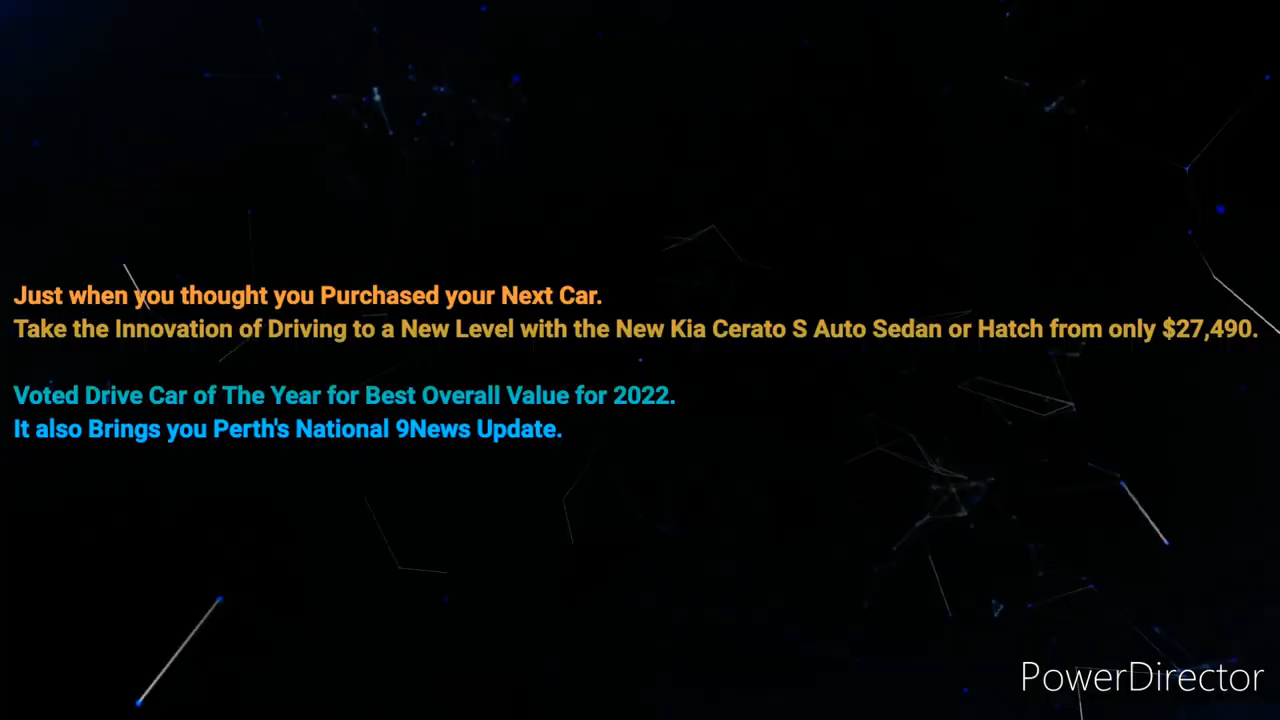 Just when you thought you Purchased your Next Car.
Take the Innovation of Driving to a New Level with the New Kia Cerato S Auto Sedan or Hatch from only $27,490.
Voted Drive Car of The Year for Best Overall Value for 2022.
It also Brings you Perth's National 9News Update.
PowerDirector